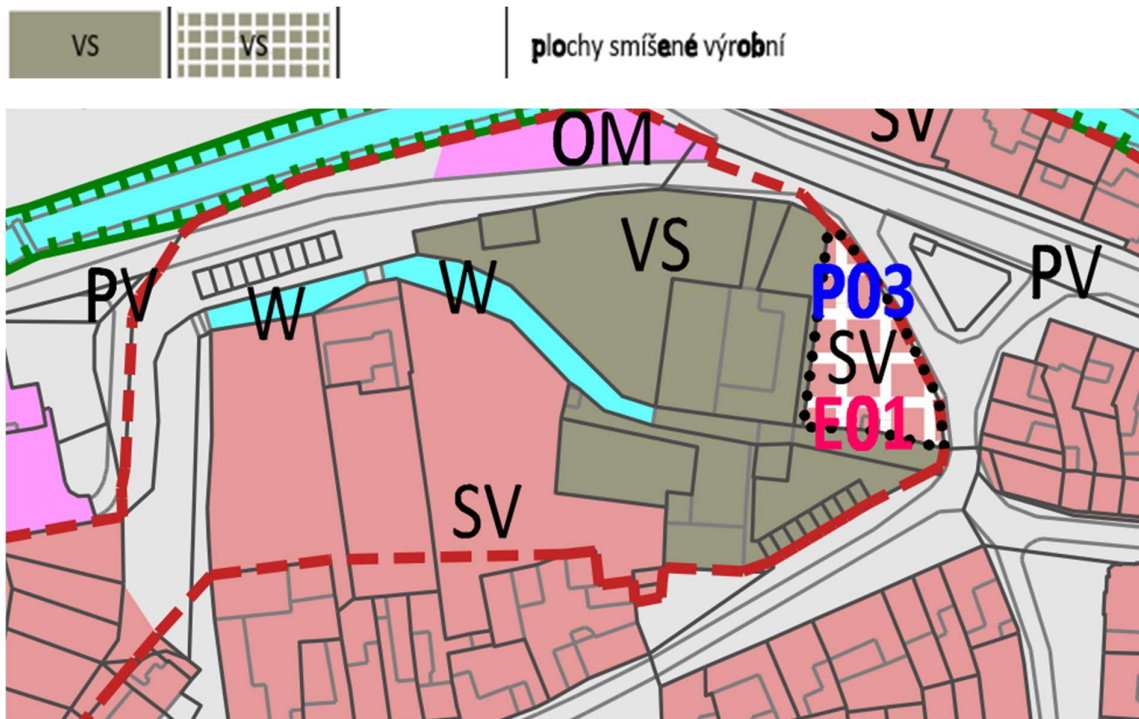 VS VS plochy smíšené výrobní
OM SV
VS
PV W W P03 PV
SV
E01
SV